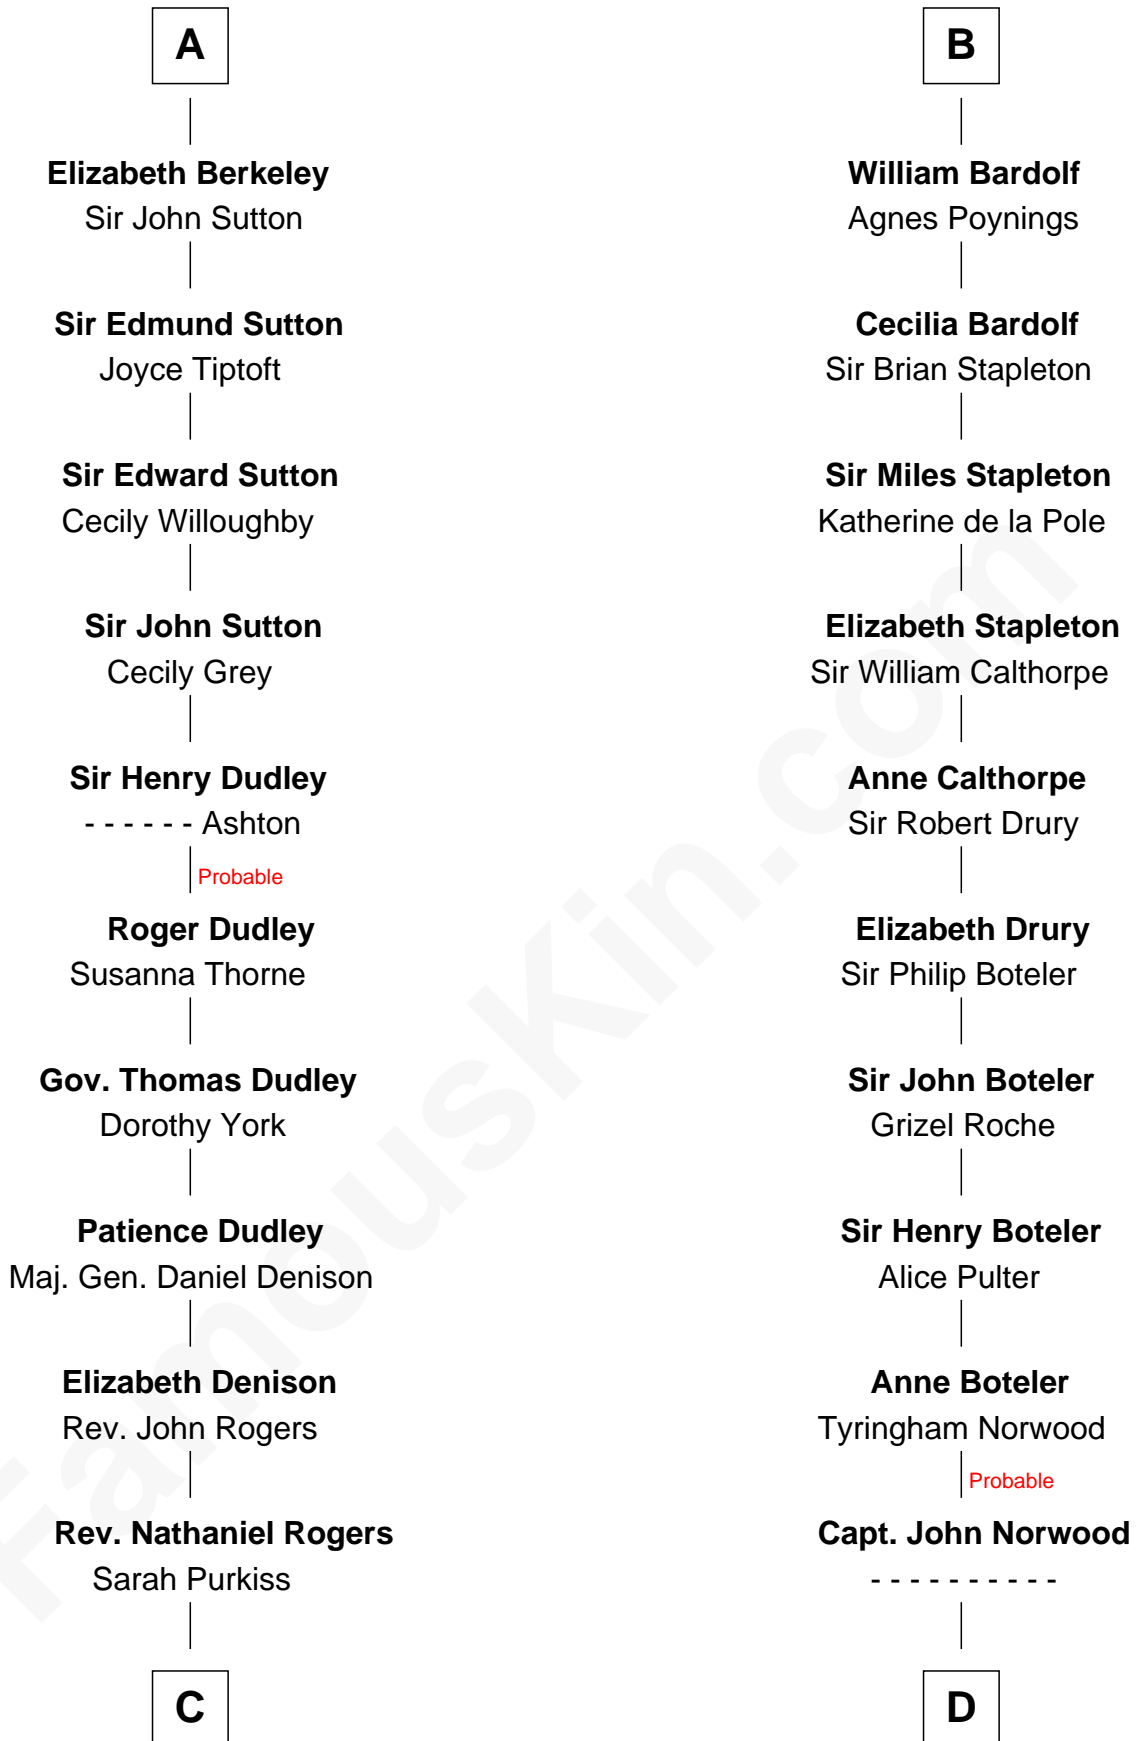 A
Elizabeth Berkeley
Sir John Sutton
Sir Edmund Sutton
Joyce Tiptoft
Sir Edward Sutton
Cecily Willoughby
Sir John Sutton
Cecily Grey
Sir Henry Dudley
- - - - - - Ashton
Probable
Roger Dudley
Susanna Thorne
Gov. Thomas Dudley
Dorothy York
Patience Dudley
Maj. Gen. Daniel Denison
Elizabeth Denison
Rev. John Rogers
Rev. Nathaniel Rogers
Sarah Purkiss
C
B
William Bardolf
Agnes Poynings
Cecilia Bardolf
Sir Brian Stapleton
Sir Miles Stapleton
Katherine de la Pole
Elizabeth Stapleton
Sir William Calthorpe
Anne Calthorpe
Sir Robert Drury
Elizabeth Drury
Sir Philip Boteler
Sir John Boteler
Grizel Roche
Sir Henry Boteler
Alice Pulter
Anne Boteler
Tyringham Norwood
Probable
Capt. John Norwood
- - - - - - - - - -
D
FamousKin.com